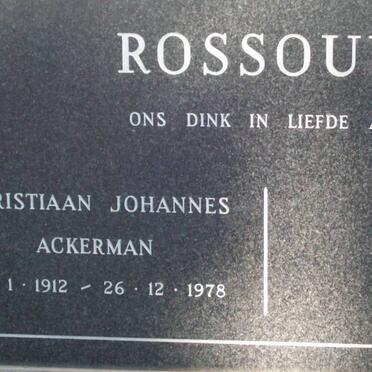 ROSSOU
ONS DINK IN LIEFDE A
RISTIAAN JOHANNES
ACKERMAN
1 · 1912 – 26 · 12 · 1978